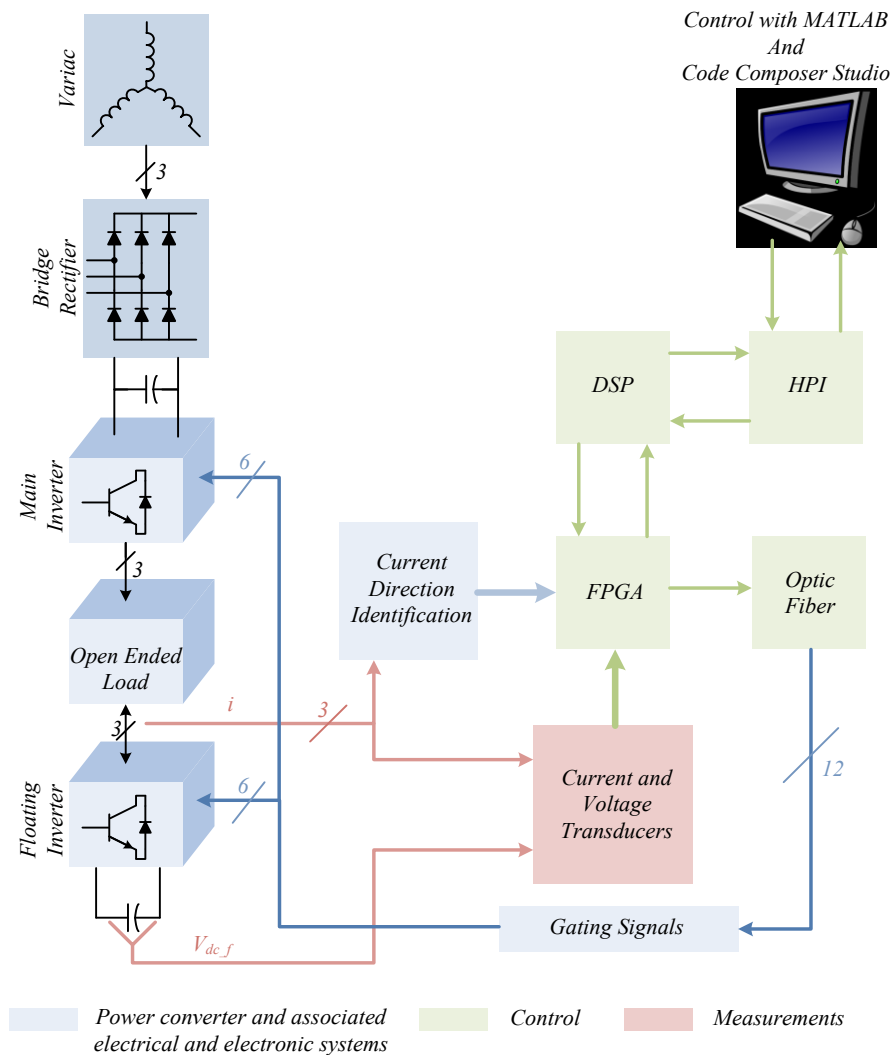 Control with MATLAB
And
Code Composer Studio
Variac
3
Bridge
Rectifier
DSP
HPI
Main
Inverter
6
3
Current
Direction
Identification
FPGA
Optic
Fiber
Open Ended
Load
i
3
3
Floating
Inverter
6
Current and
Voltage
Transducers
12
Gating Signals
V_{dc_f}
Power converter and associated
electrical and electronic systems
Control
Measurements